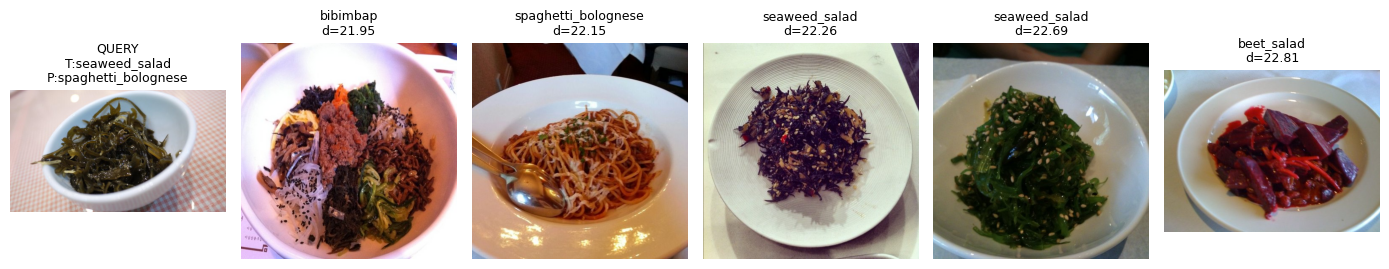 QUERY
T:seaweed_salad
P:spaghetti_bolognese
bibimbap
d=21.95
spaghetti_bolognese
d=22.15
seaweed_salad
d=22.26
seaweed_salad
d=22.69
beet_salad
d=22.81